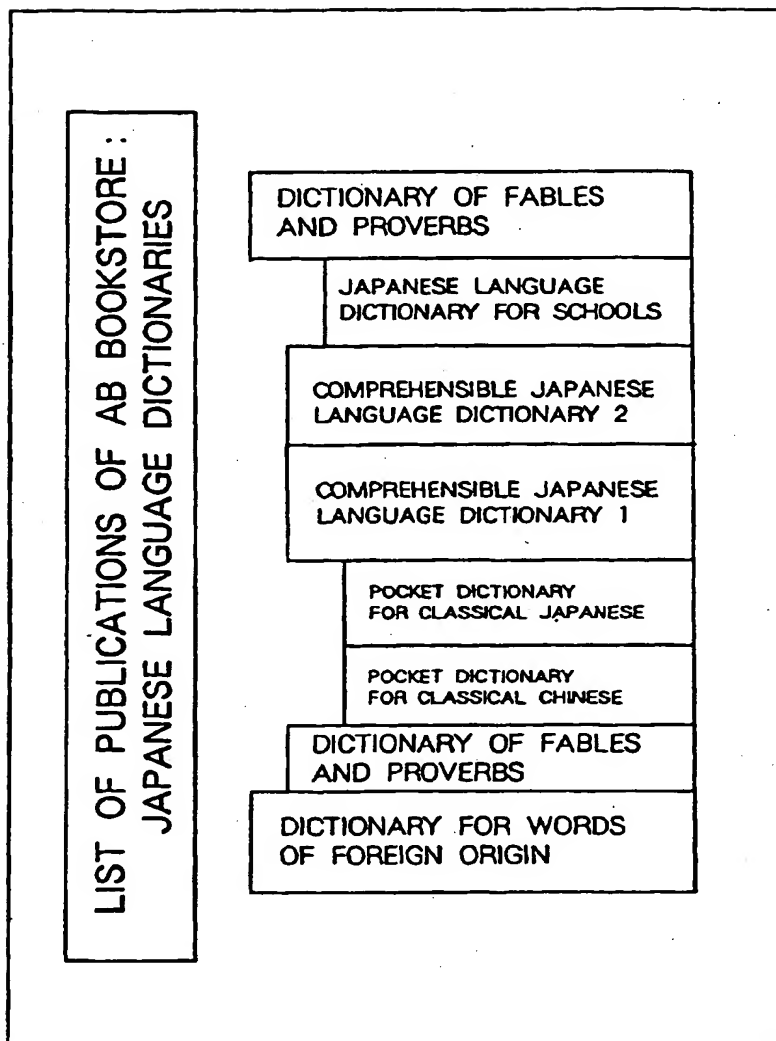 LIST OF PUBLICATIONS OF AB BOOKSTORE :
JAPANESE LANGUAGE DICTIONARIES
DICTIONARY OF FABLES
AND PROVERBS
JAPANESE LANGUAGE
DICTIONARY FOR SCHOOLS
COMPREHENSIBLE JAPANESE
LANGUAGE DICTIONARY 2
COMPREHENSIBLE JAPANESE
LANGUAGE DICTIONARY 1
POCKET DICTIONARY
FOR CLASSICAL JAPANESE
POCKET DICTIONARY
FOR CLASSICAL CHINESE
DICTIONARY OF FABLES
AND PROVERBS
DICTIONARY FOR WORDS
OF FOREIGN ORIGIN